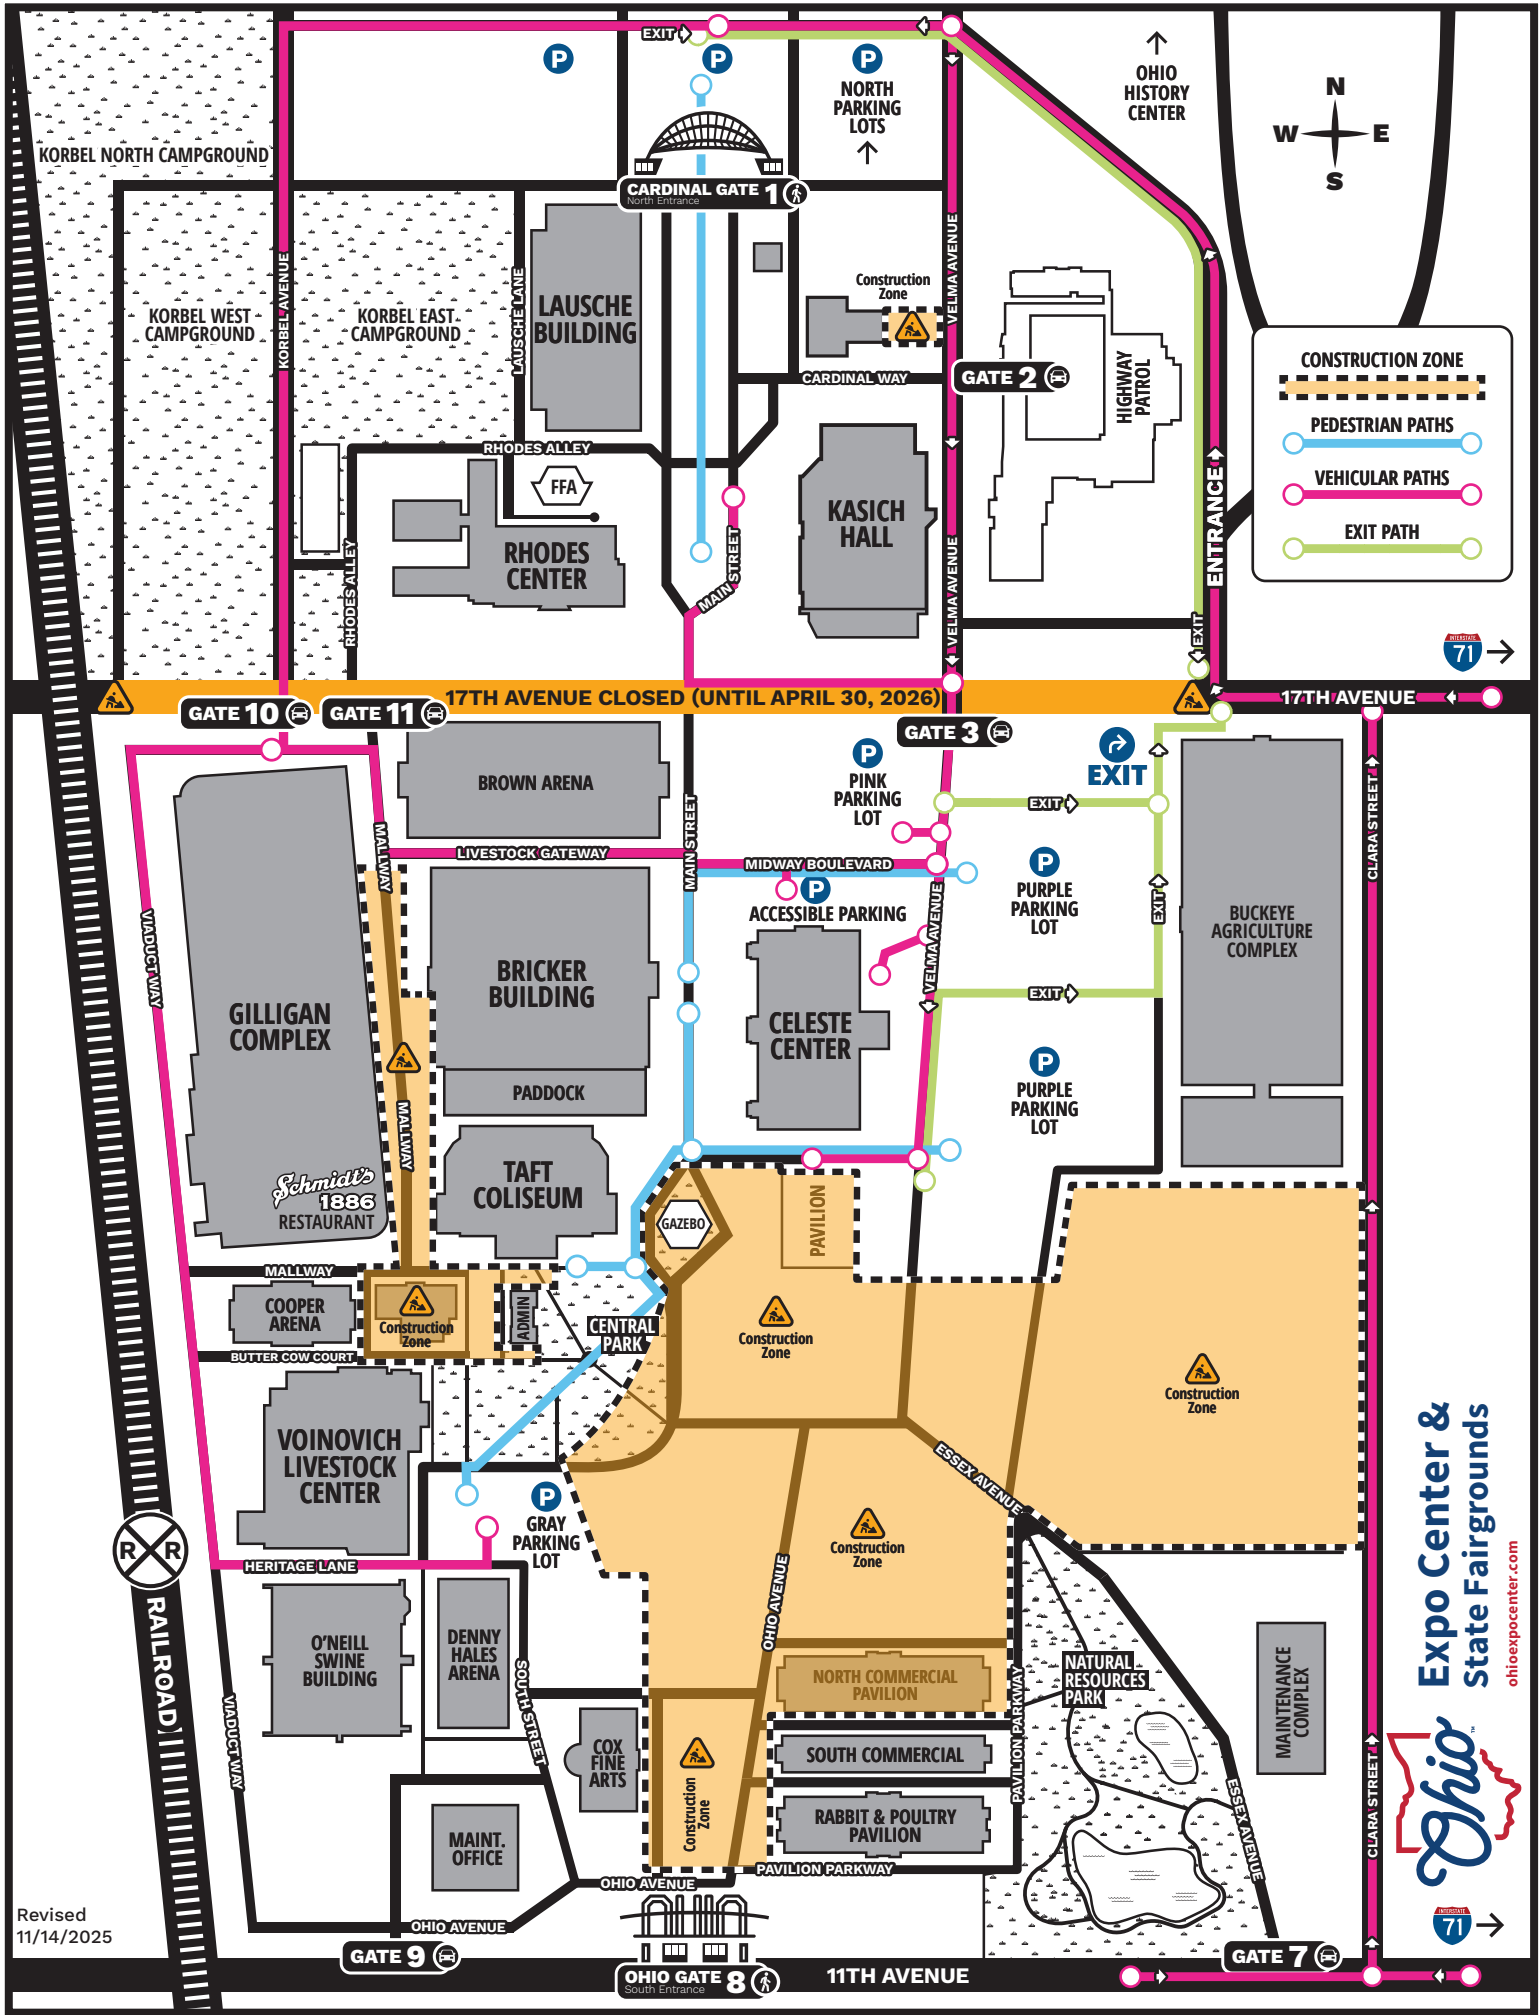 EXIT
P
P
P
NORTH
PARKING
LOTS
OHIO
HISTORY
CENTER
N
W
E
S
KORBEL NORTH CAMPGROUND
CARDINAL GATE 1
North Entrance
KORBEL AVENUE
LAUSCHE LANE
VELMA AVENUE
Construction
Zone
KORBEL WEST
CAMPGROUND
KORBEL EAST
CAMPGROUND
LAUSCHE
BUILDING
CARDINAL WAY
GATE 2
HIGHWAY
PATROL
CONSTRUCTION ZONE
PEDESTRIAN PATHS
VEHICULAR PATHS
EXIT PATH
RHODES ALLEY
FFA
KASICH
HALL
ENTRANCE
RHODES
CENTER
RHODES ALLEY
MAIN STREET
VELMA AVENUE
EXIT
INTERSTATE
71
17TH AVENUE CLOSED (UNTIL APRIL 30, 2026)
17TH AVENUE
GATE 10
GATE 11
GATE 3
P
PINK
PARKING
LOT
EXIT
BROWN ARENA
EXIT
MALLWAY
LIVESTOCK GATEWAY
MAIN STREET
MIDWAY BOULEVARD
P
ACCESSIBLE PARKING
P
PURPLE
PARKING
LOT
CLARA STREET
EXIT
BUCKEYE
AGRICULTURE
COMPLEX
VIADUCT WAY
VELMA AVENUE
BRICKER
BUILDING
EXIT
GILLIGAN
COMPLEX
CELESTE
CENTER
P
PURPLE
PARKING
LOT
PADDOCK
MALLWAY
TAFT
COLISEUM
Schmidt's
1886
RESTAURANT
GAZEBO
PAVILION
MALLWAY
COOPER
ARENA
Construction
Zone
ADMIN
CENTRAL
PARK
Construction
Zone
BUTTER COW COURT
Construction
Zone
VOINOVICH
LIVESTOCK
CENTER
ESSEX AVENUE
P
GRAY
PARKING
LOT
Construction
Zone
R R
HERITAGE LANE
RAILROAD
O'NEILL
SWINE
BUILDING
DENNY
HALES
ARENA
OHIO AVENUE
NORTH COMMERCIAL
PAVILION
NATURAL
RESOURCES
PARK
MAINTENANCE
COMPLEX
Expo Center &
State Fairgrounds
ohioexpocenter.com
VIADUCT WAY
SOUTH STREET
COX
FINE
ARTS
Construction
Zone
SOUTH COMMERCIAL
PAVILION PARKWAY
RABBIT & POULTRY
PAVILION
ESSEX AVENUE
CLARA STREET
Ohio
TM
MAINT.
OFFICE
PAVILION PARKWAY
OHIO AVENUE
OHIO AVENUE
Revised
11/14/2025
INTERSTATE
71
GATE 9
OHIO GATE 8
South Entrance
11TH AVENUE
GATE 7